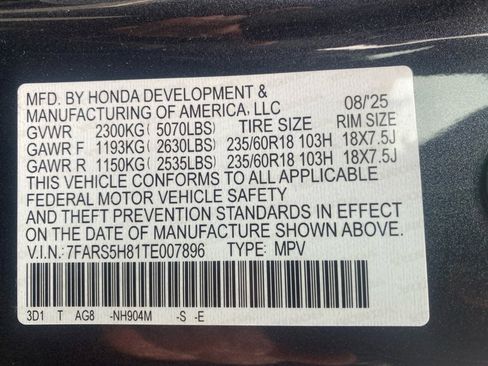 MFD. BY HONDA DEVELOPMENT &
MANUFACTURING OF AMERICA, LLC 08/'25
GVWR 2300KG ( 5070LBS) TIRE SIZE RIM SIZE
GAWR F 1193KG ( 2630LBS) 235/60R18 103H 18X7.5J
GAWR R 1150KG ( 2535LBS) 235/60R18 103H 18X7.5J
THIS VEHICLE CONFORMS TO ALL APPLICABLE
FEDERAL MOTOR VEHICLE SAFETY
AND THEFT PREVENTION STANDARDS IN EFFECT
ON THE DATE OF MANUFACTURE SHOWN ABOVE.
V.I.N.: 7FARS5H81TE007896 TYPE: MPV
3D1 T AG8 -NH904M -S -E